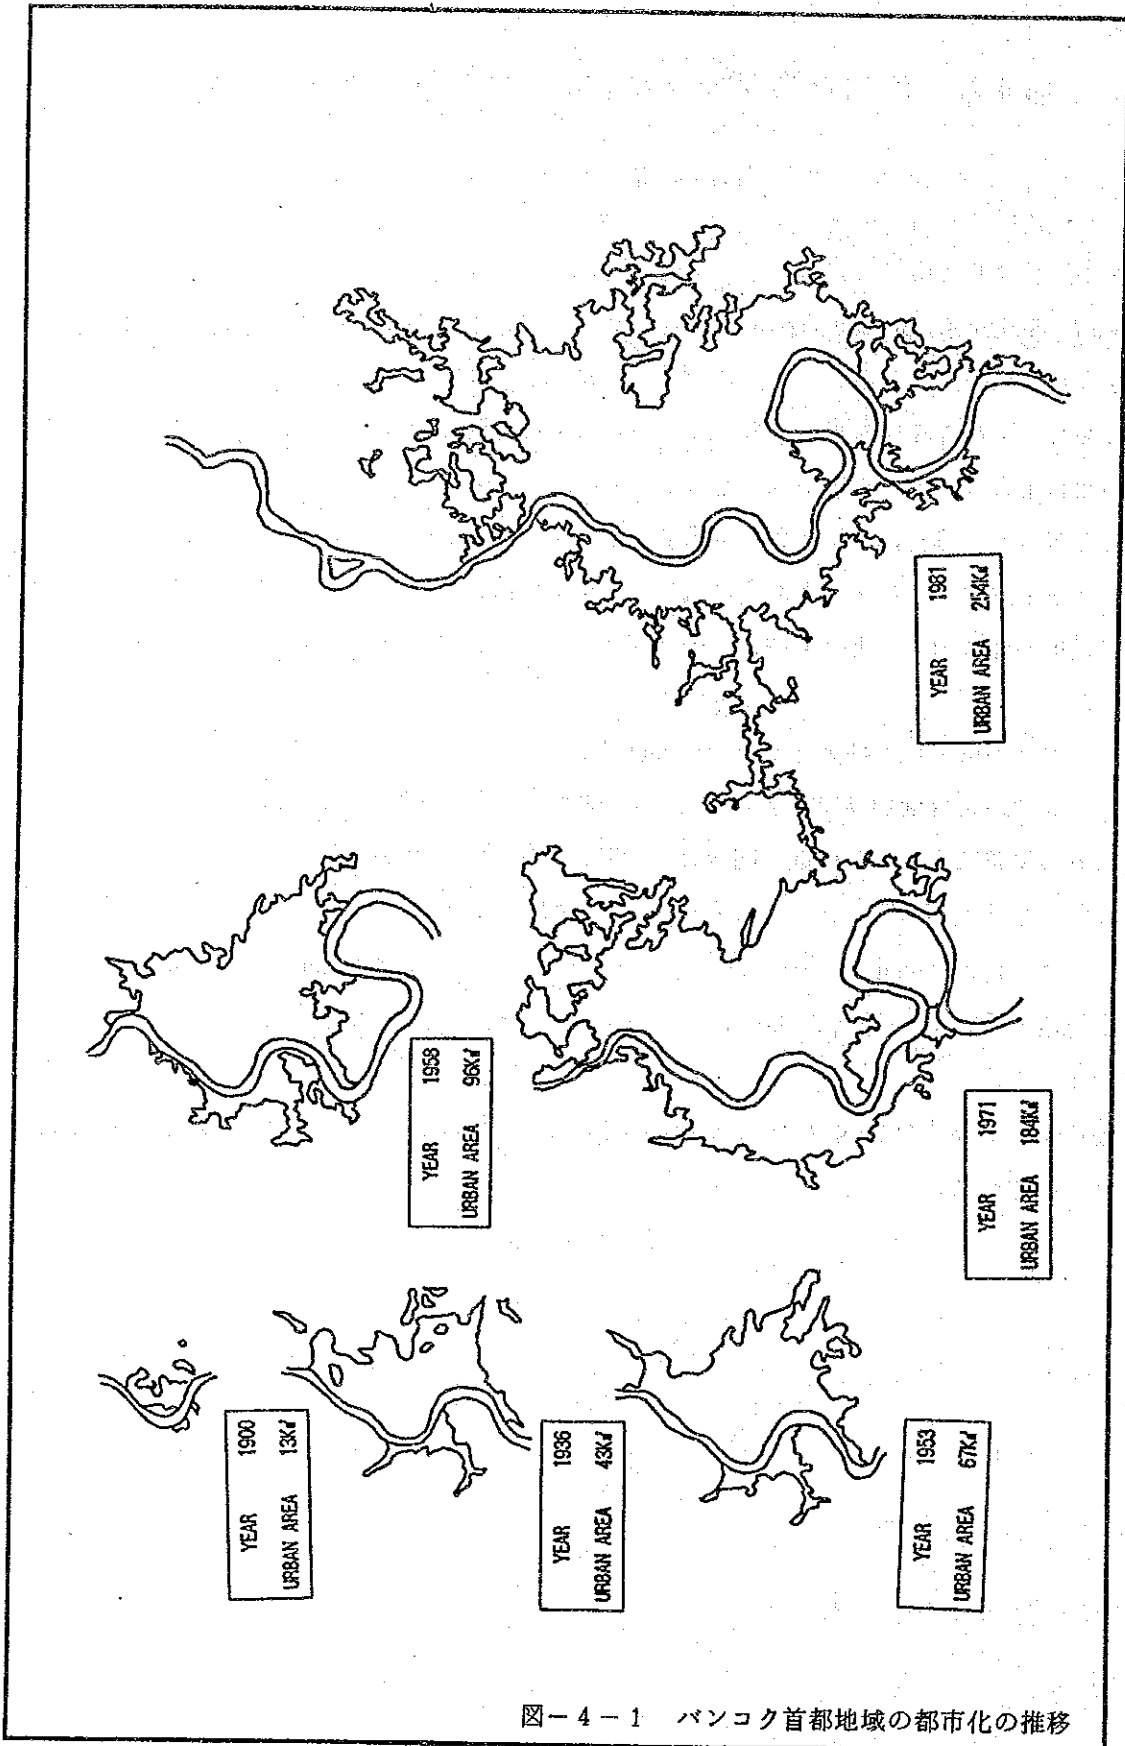 YEAR 1900
URBAN AREA 13K㎡
YEAR 1936
URBAN AREA 43K㎡
YEAR 1953
URBAN AREA 67K㎡
YEAR 1958
URBAN AREA 96K㎡
YEAR 1971
URBAN AREA 184K㎡
YEAR 1981
URBAN AREA 254K㎡
図-4-1 バンコク首都地域の都市化の推移